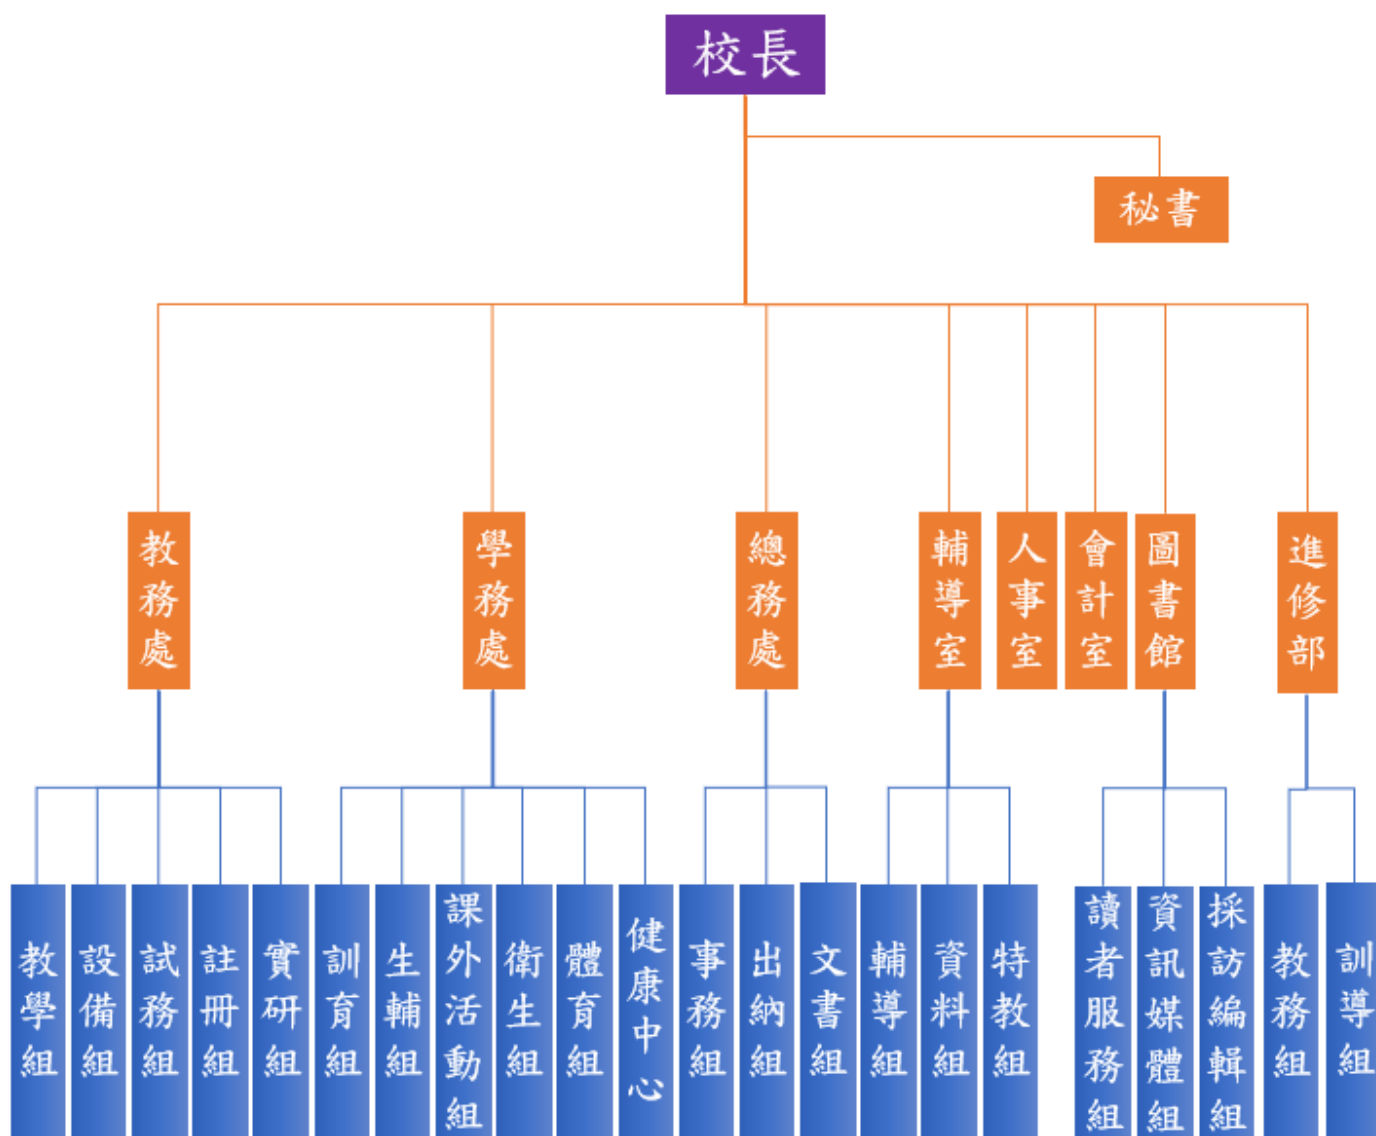 校長
秘書
教務處
學務處
總務處
輔導室
人事室
會計室
圖書館
進修部
教學組
設備組
試務組
註冊組
實研組
訓育組
生輔組
課外活動組
衛生組
體育組
健康中心
事務組
出納組
文書組
輔導組
資料組
特教組
讀者服務組
資訊媒體組
採訪編輯組
教務組
訓導組